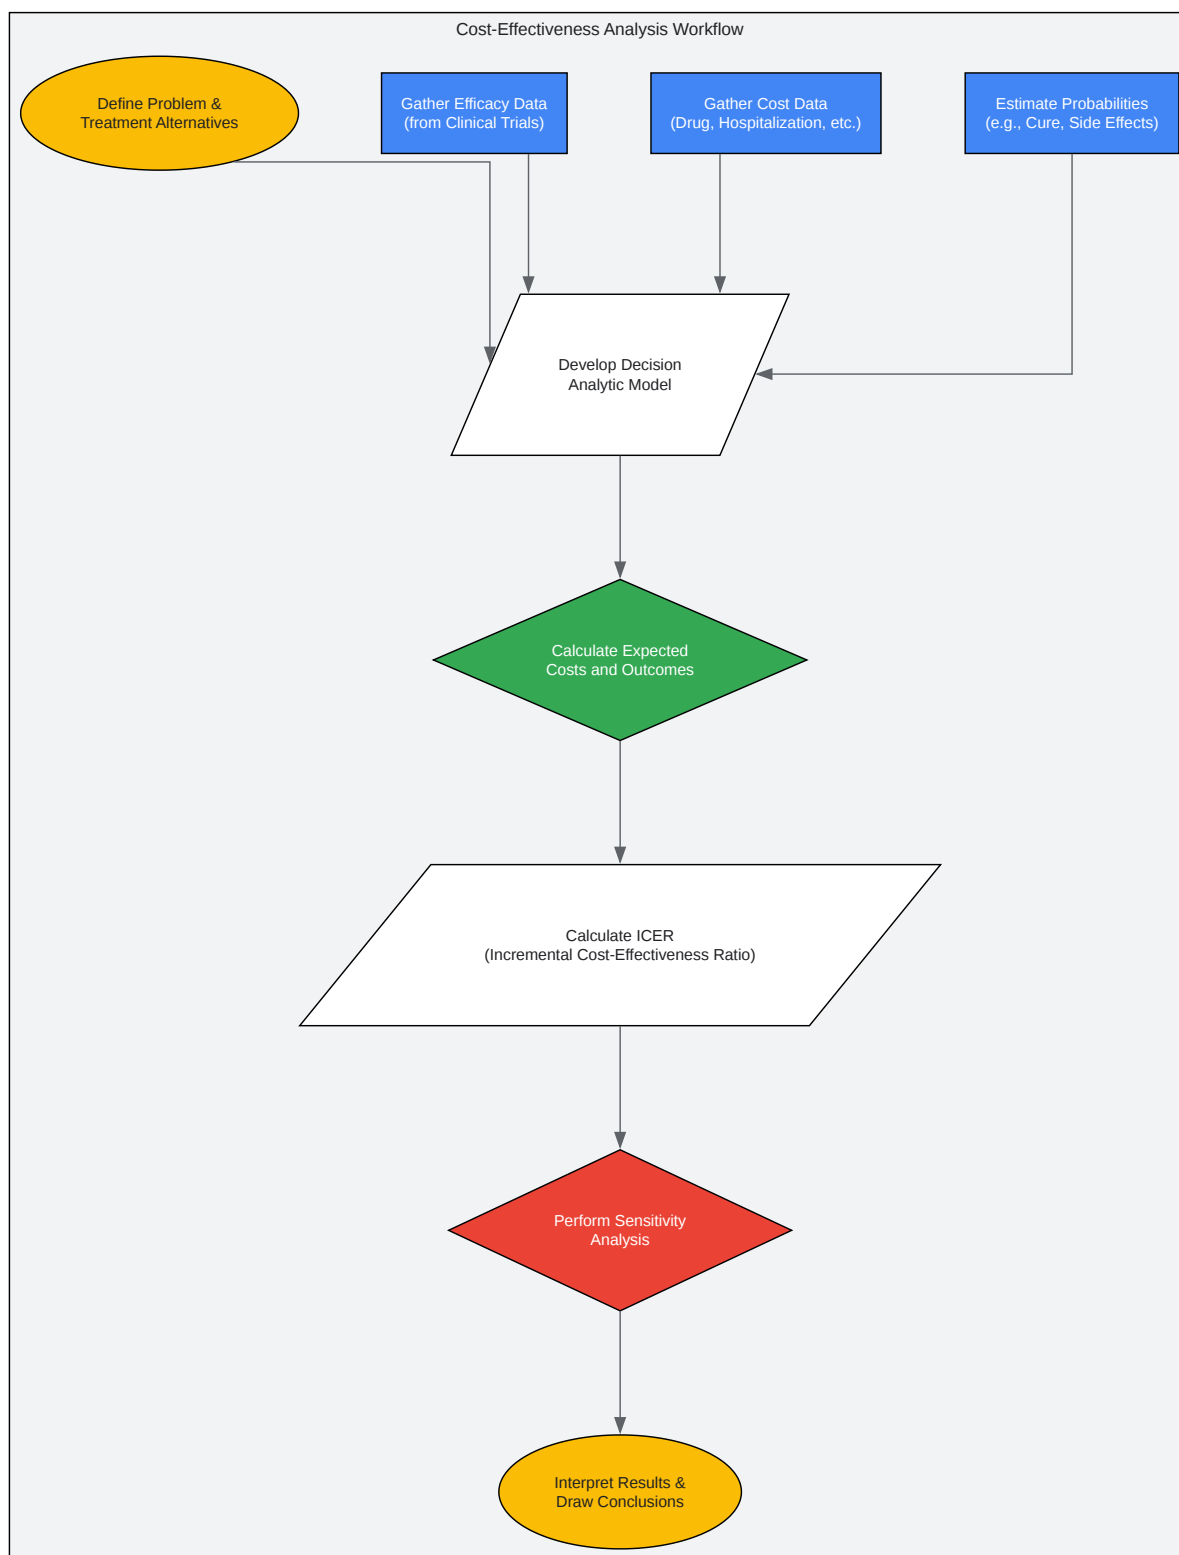 Cost-Effectiveness Analysis Workflow
Define Problem &
Treatment Alternatives
Gather Efficacy Data
(from Clinical Trials)
Gather Cost Data
(Drug, Hospitalization, etc.)
Estimate Probabilities
(e.g., Cure, Side Effects)
Develop Decision
Analytic Model
Calculate Expected
Costs and Outcomes
Calculate ICER
(Incremental Cost-Effectiveness Ratio)
Perform Sensitivity
Analysis
Interpret Results &
Draw Conclusions